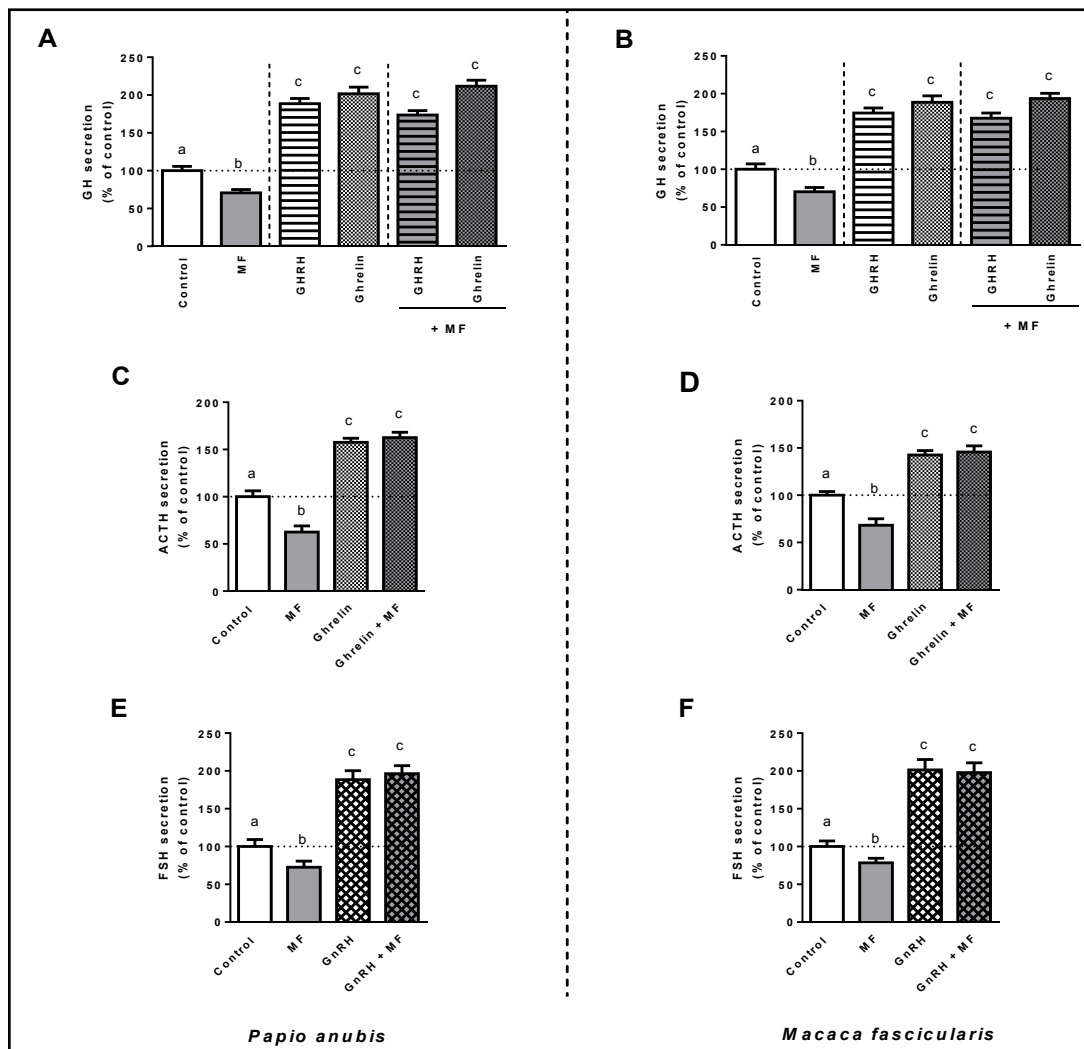 A
GH secretion
(% of control)
250
200
150
100
50
0
a
b
c
c
c
c
Control
MF
GHRH
Ghrelin
GHRH
Ghrelin
+ MF
B
GH secretion
(% of control)
250
200
150
100
50
0
a
b
c
c
c
c
Control
MF
GHRH
Ghrelin
GHRH
Ghrelin
+ MF
C
ACTH secretion
(% of control)
200
150
100
50
0
a
b
c
c
Control
MF
Ghrelin
Ghrelin + MF
D
ACTH secretion
(% of control)
200
150
100
50
0
a
b
c
c
Control
MF
Ghrelin
Ghrelin + MF
E
FSH secretion
(% of control)
250
200
150
100
50
0
a
b
c
c
Control
MF
GnRH
GnRH + MF
F
FSH secretion
(% of control)
250
200
150
100
50
0
a
b
c
c
Control
MF
GnRH
GnRH + MF
Papio anubis
Macaca fascicularis